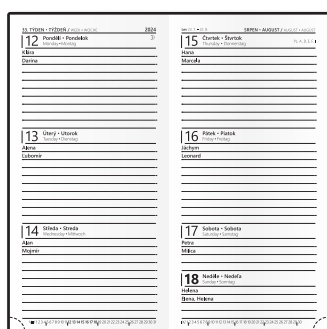 33. TÝDEN • TÝŽDEŇ / WEEK • WOCHE 2024
12 Pondělí • Pondelok
Monday • Montag
Klára
Darina
13 Úterý • Utorok
Tuesday • Dienstag
Alena
Ľubomír
14 Středa • Streda
Wednesday • Mittwoch
Alan
Mojmír
SRPEN • AUGUST / AUGUST • AUGUST
15 Čtvrtek • Štvrtok
Thursday • Donnerstag
Hana
Marcela
16 Pátek • Piatok
Friday • Freitag
Jáchym
Leonard
17 Sobota • Sobota
Saturday • Samstag
Petra
Milica
18 Neděle • Nedeľa
Sunday • Sonntag
Helena
Elena, Helena